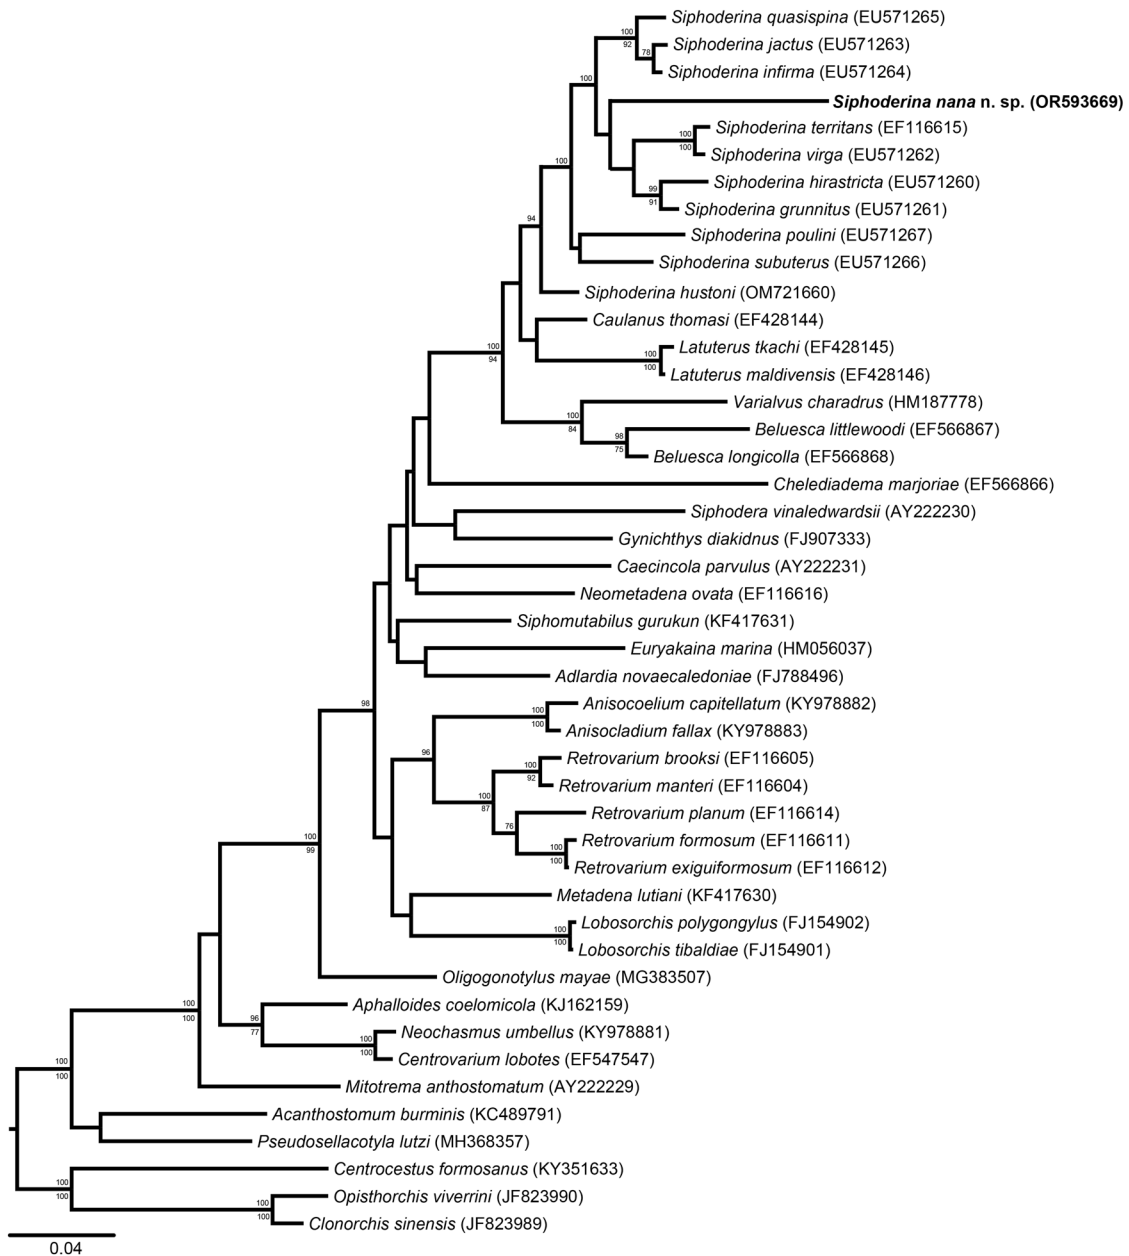 Siphoderina quasispina (EU571265)
100
92
Siphoderina jactus (EU571263)
78
Siphoderina infirma (EU571264)
100
Siphoderina nana n. sp. (OR593669)
Siphoderina territans (EF116615)
100
100
Siphoderina virga (EU571262)
100
Siphoderina hirastricta (EU571260)
99
91
Siphoderina grunnitus (EU571261)
94
Siphoderina poulini (EU571267)
Siphoderina subuterus (EU571266)
Siphoderina hustoni (OM721660)
Caulanus thomasi (EF428144)
100
94
Latuterus tkachi (EF428145)
100
100
Latuterus maldivensis (EF428146)
Varialvus charadrus (HM187778)
100
84
Beluesca littlewoodi (EF566867)
98
75
Beluesca longicolla (EF566868)
Chelediadema marjoriae (EF566866)
Siphodera vinaledwardsii (AY222230)
Gynichthys diakidnus (FJ907333)
Caecincola parvulus (AY222231)
Neometadena ovata (EF116616)
Siphomutabilus gurukun (KF417631)
Euryakaina marina (HM056037)
Adlardia novaecaledoniae (FJ788496)
98
Anisocoelium capitellatum (KY978882)
100
100
Anisocladium fallax (KY978883)
96
Retrovarium brooksi (EF116605)
100
92
Retrovarium manteri (EF116604)
100
87
Retrovarium planum (EF116614)
76
Retrovarium formosum (EF116611)
100
100
Retrovarium exiguiformosum (EF116612)
100
99
Metadena lutiani (KF417630)
Lobosorchis polygongylus (FJ154902)
100
100
Lobosorchis tibaldiae (FJ154901)
Oligogonotylus mayae (MG383507)
100
100
Aphalloides coelomicola (KJ162159)
96
77
Neochasmus umbellus (KY978881)
100
100
Centrovarium lobotes (EF547547)
100
100
Mitotrema anthostomatum (AY222229)
Acanthostomum burminis (KC489791)
Pseudosellacotyla lutzi (MH368357)
Centrocestus formosanus (KY351633)
100
100
Opisthorchis viverrini (JF823990)
100
100
Clonorchis sinensis (JF823989)
0.04